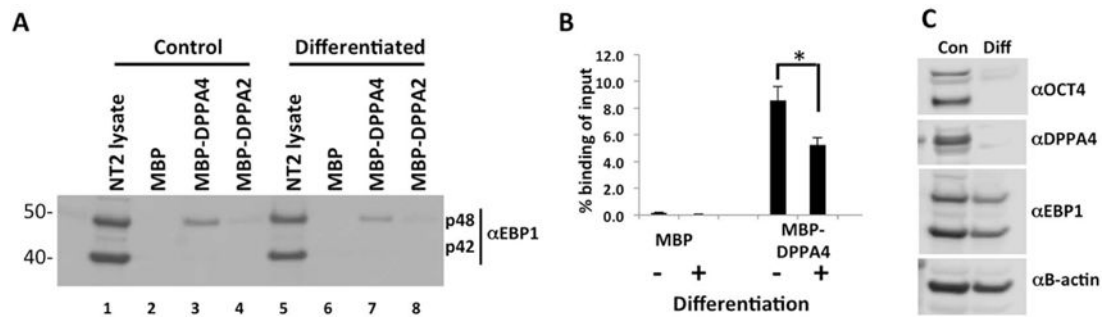 A
Control
Differentiated
NT2 lysate
MBP
MBP-DPPA4
MBP-DPPA2
NT2 lysate
MBP
MBP-DPPA4
MBP-DPPA2
50-
40-
p48
p42
αEBP1
1 2 3 4 5 6 7 8
B
% binding of input
12.0
10.0
8.0
6.0
4.0
2.0
0.0
*
MBP
MBP-
DPPA4
- + - +
Differentiation
C
Con Diff
αOCT4
αDPPA4
αEBP1
αB-actin